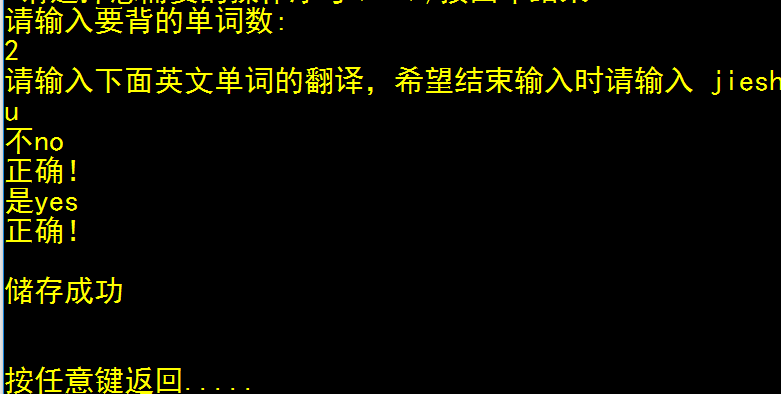 请输入要背的单词数:
2
请输入下面英文单词的翻译，希望结束输入时请输入 jiesh
u
不no
正确！
是yes
正确！
储存成功
按任意键返回.....